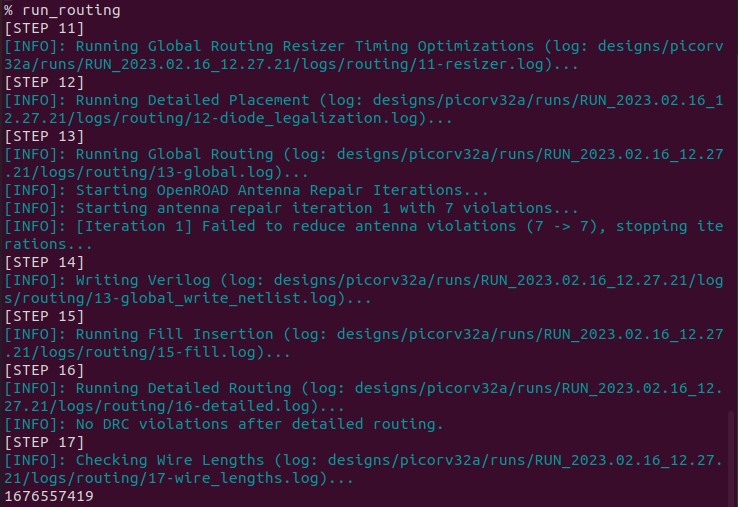 % run_routing
[STEP 11]
[INFO]: Running Global Routing Resizer Timing Optimizations (log: designs/picorv
32a/runs/RUN_2023.02.16_12.27.21/logs/routing/11-resizer.log)...
[STEP 12]
[INFO]: Running Detailed Placement (log: designs/picorv32a/runs/RUN_2023.02.16_1
2.27.21/logs/routing/12-diode_legalization.log)...
[STEP 13]
[INFO]: Running Global Routing (log: designs/picorv32a/runs/RUN_2023.02.16_12.27
.21/logs/routing/13-global.log)...
[INFO]: Starting OpenROAD Antenna Repair Iterations...
[INFO]: Starting antenna repair iteration 1 with 7 violations...
[INFO]: [Iteration 1] Failed to reduce antenna violations (7 -> 7), stopping ite
rations...
[STEP 14]
[INFO]: Writing Verilog (log: designs/picorv32a/runs/RUN_2023.02.16_12.27.21/log
s/routing/13-global_write_netlist.log)...
[STEP 15]
[INFO]: Running Fill Insertion (log: designs/picorv32a/runs/RUN_2023.02.16_12.27
.21/logs/routing/15-fill.log)...
[STEP 16]
[INFO]: Running Detailed Routing (log: designs/picorv32a/runs/RUN_2023.02.16_12.
27.21/logs/routing/16-detailed.log)...
[INFO]: No DRC violations after detailed routing.
[STEP 17]
[INFO]: Checking Wire Lengths (log: designs/picorv32a/runs/RUN_2023.02.16_12.27.
21/logs/routing/17-wire_lengths.log)...
1676557419